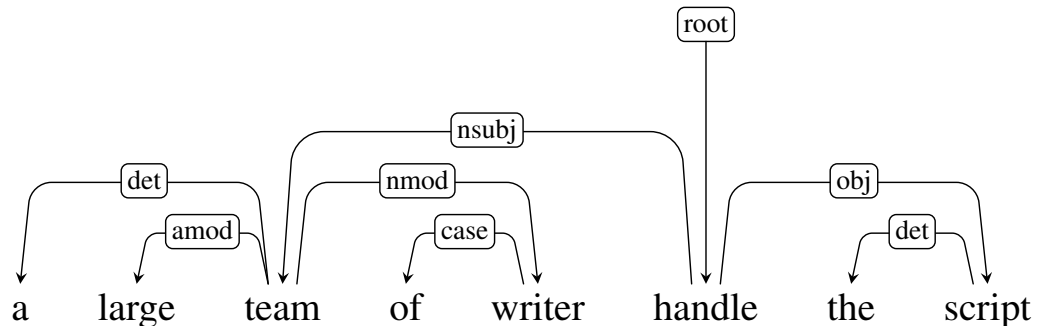 root
nsubj
det nmod obj
amod case det
a large team of writer handle the script